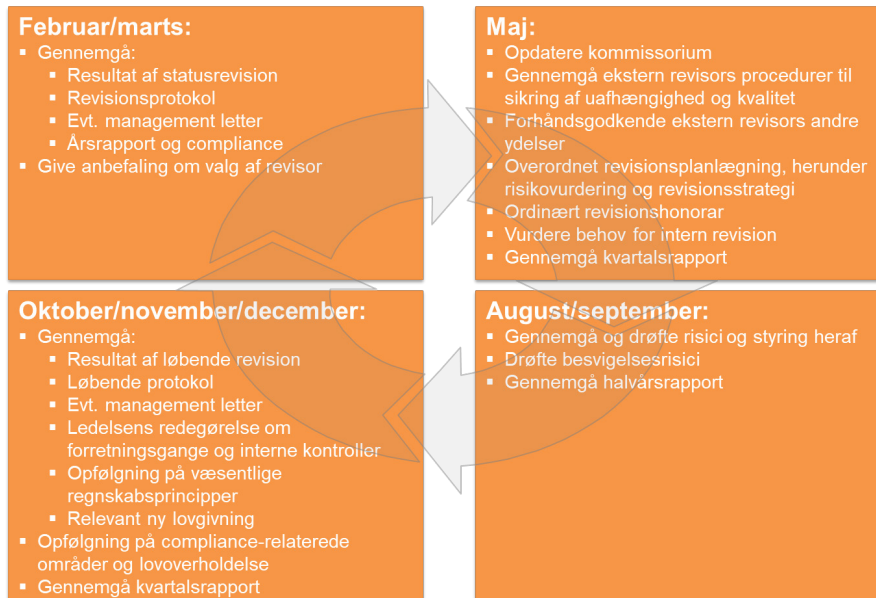 Februar/marts:
▪ Gennemgå:
▪ Resultat af statusrevision
▪ Revisionsprotokol
▪ Evt. management letter
▪ Årsrapport og compliance
▪ Give anbefaling om valg af revisor
Maj:
▪ Opdatere kommissorium
▪ Gennemgå ekstern revisors procedurer til
sikring af uafhængighed og kvalitet
▪ Forhåndsgodkende ekstern revisors andre
ydelser
▪ Overordnet revisionsplanlægning, herunder
risikovurdering og revisionsstrategi
▪ Ordinært revisionshonorar
▪ Vurdere behov for intern revision
▪ Gennemgå kvartalsrapport
Oktober/november/december:
▪ Gennemgå:
▪ Resultat af løbende revision
▪ Løbende protokol
▪ Evt. management letter
▪ Ledelsens redegørelse om
forretningsgange og interne kontroller
▪ Opfølgning på væsentlige
regnskabsprincipper
▪ Relevant ny lovgivning
▪ Opfølgning på compliance-relaterede
områder og lovoverholdelse
▪ Gennemgå kvartalsrapport
August/september:
▪ Gennemgå og drøfte risici og styring heraf
▪ Drøfte besvigelsesrisici
▪ Gennemgå halvårsrapport